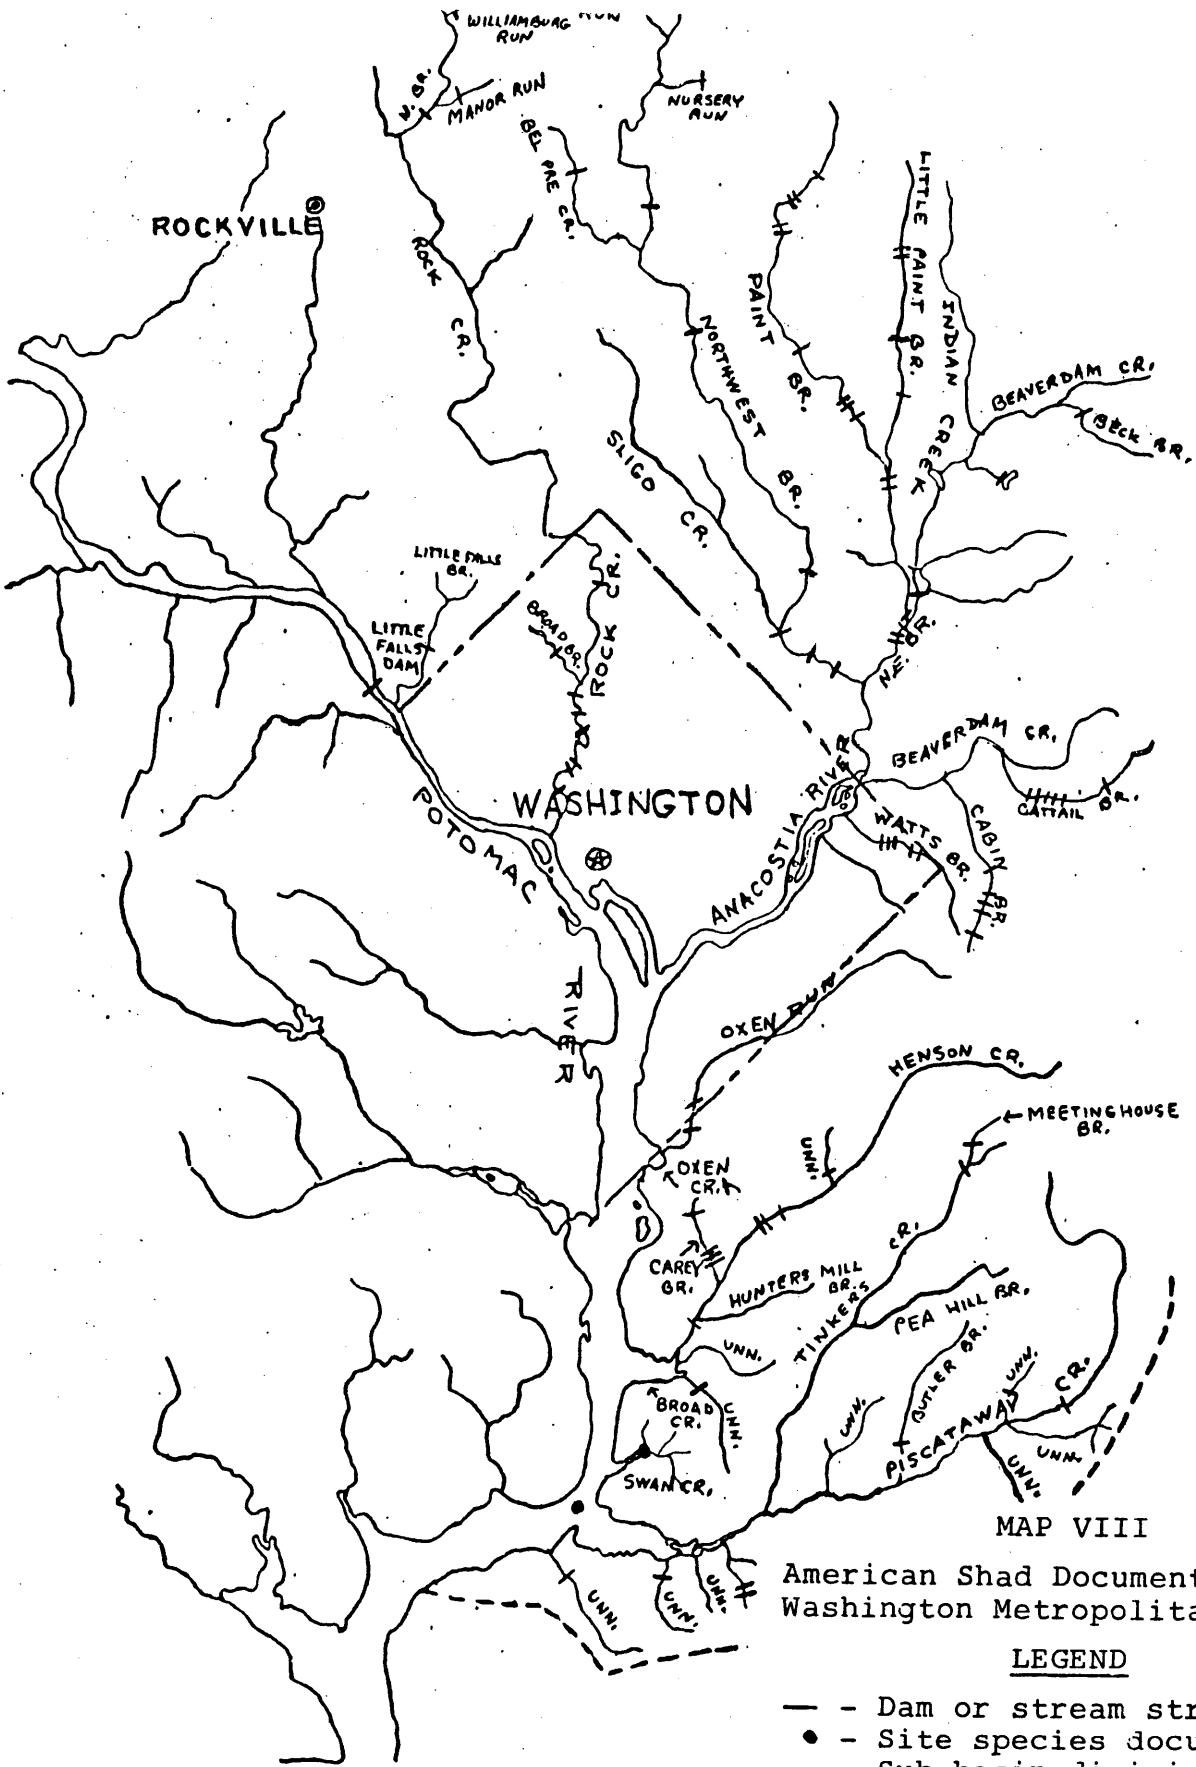 WILLIAMBURG RUN
RUN
N. BR.
MANOR RUN
NURSERY
RUN
BEL PRE CR.
ROCKVILLE
ROCK CR.
LITTLE PAINT BR.
PAINT BR.
INDIAN CREEK
NORTHWEST BR.
BEAVERDAM CR.
BECK BR.
SLIGO CR.
LITTLE FALLS
BR.
LITTLE
FALLS
DAM
BROAD BR.
ROCK CR.
N.E. BR.
BEAVERDAM CR.
CATTAIL BR.
WASHINGTON
POTOMAC RIVER
ANACOSTIA RIVER
WATTS BR.
CABIN BR.
OXEN RUN
HENSON CR.
MEETINGHOUSE
BR.
UNN.
OXEN
CR.
CAREY
BR.
HUNTERS MILL
BR.
TINKERS CR.
PEA HILL BR.
UNN.
BUTLER BR.
UNN.
BROAD
CR.
UNN.
UNN.
PISCATAWAY CR.
UNN.
UNN.
SWAN CR.
UNN.
UNN.
UNN.
MAP VIII
American Shad Document
Washington Metropolita
LEGEND
— - Dam or stream str
● - Site species docu